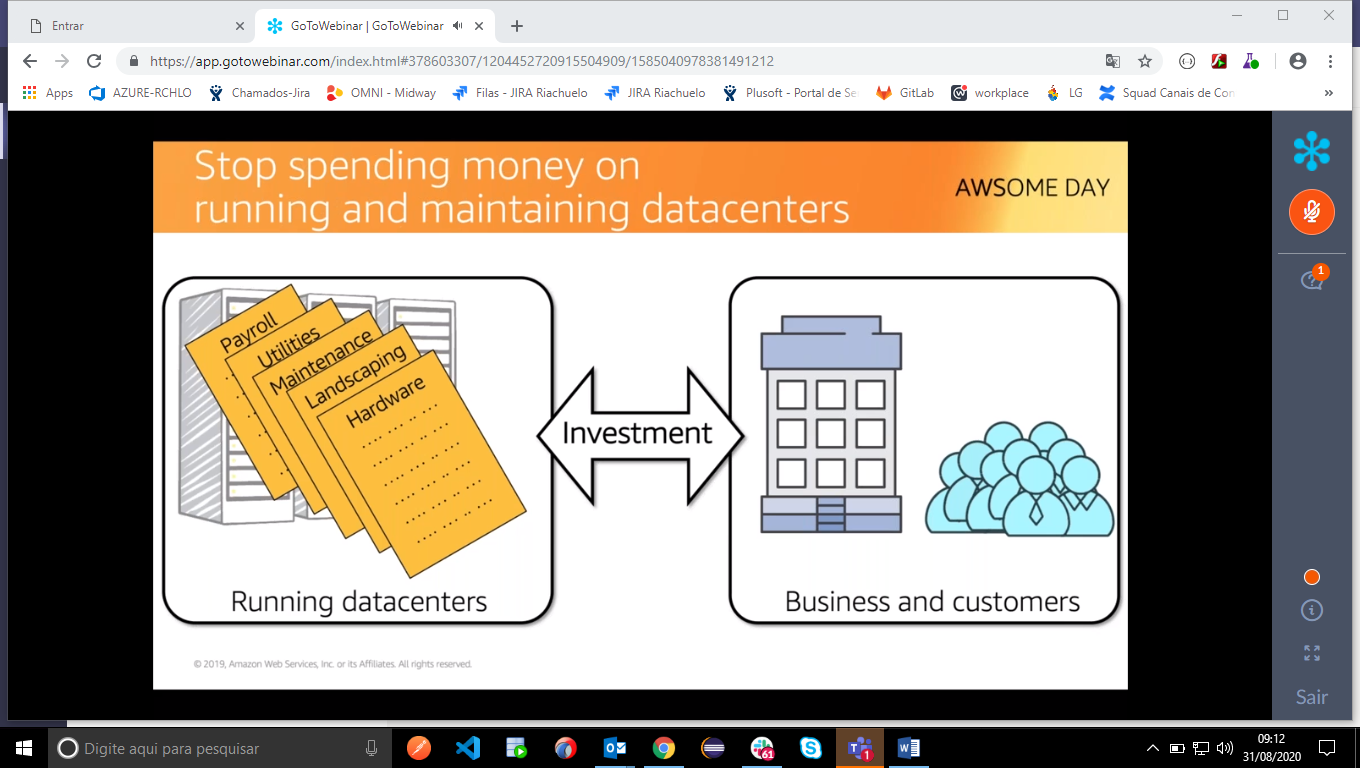 Entrar
GoToWebinar | GoToWebinar
https://app.gotowebinar.com/index.html#378603307/1204452720915504909/1585040978381491212
Apps AZURE-RCHLO Chamados-Jira OMNI - Midway Filas - JIRA Riachuelo JIRA Riachuelo Plusoft - Portal de Se GitLab workplace LG Squad Canais de Con »
Stop spending money on
running and maintaining datacenters
AWSOME DAY
1
Payroll
Utilities
Maintenance
Landscaping
Hardware
Investment
Running datacenters
Business and customers
© 2019, Amazon Web Services, Inc. or its Affiliates. All rights reserved.
Sair
Digite aqui para pesquisar
61
1
09:12
31/08/2020